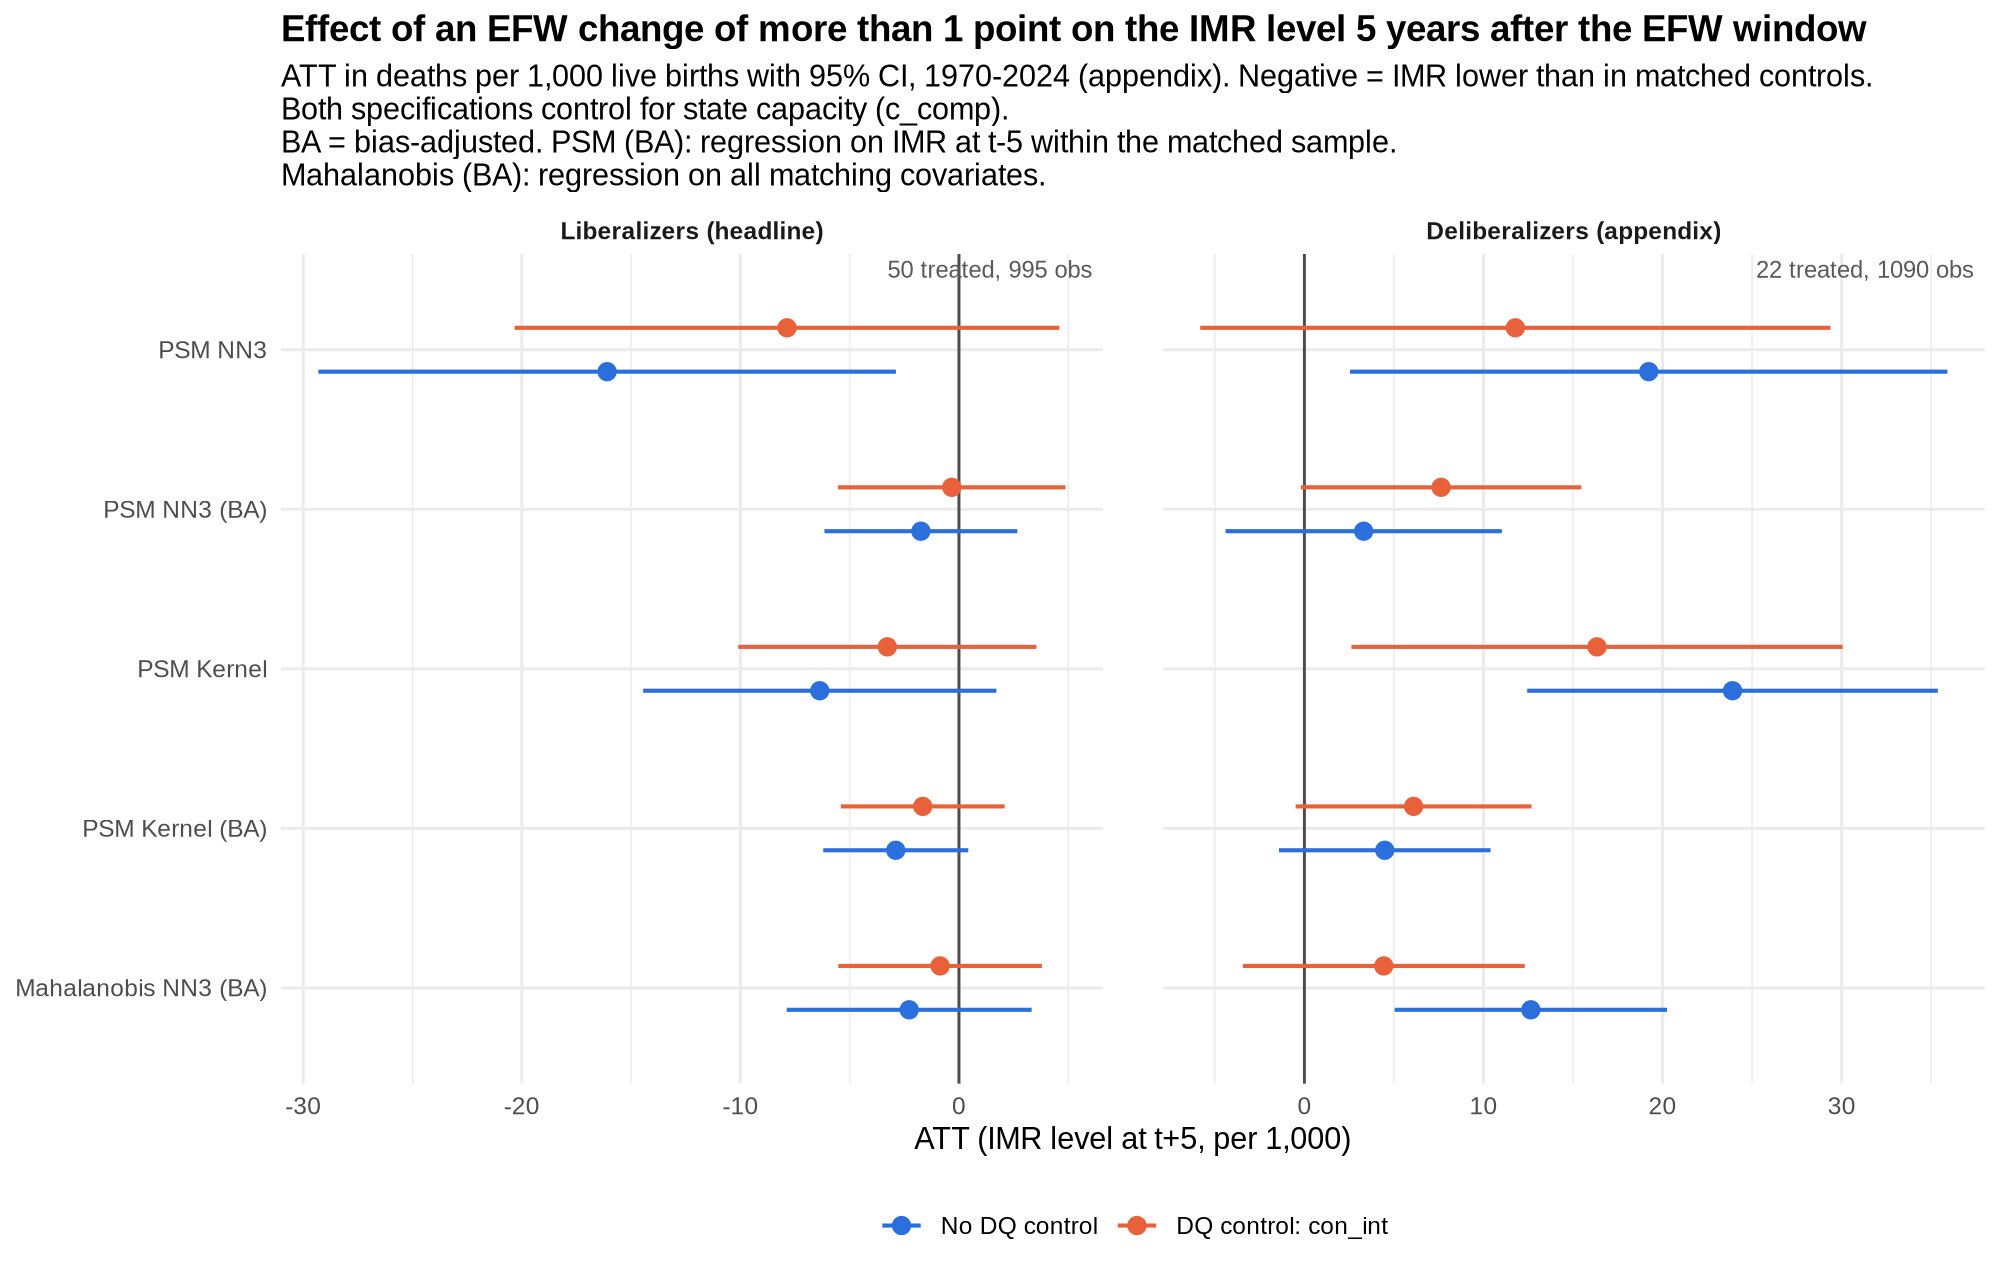 Effect of an EFW change of more than 1 point on the IMR level 5 years after the EFW window
ATT in deaths per 1,000 live births with 95% CI, 1970-2024 (appendix). Negative = IMR lower than in matched controls.
Both specifications control for state capacity (c_comp).
BA = bias-adjusted. PSM (BA): regression on IMR at t-5 within the matched sample.
Mahalanobis (BA): regression on all matching covariates.
Liberalizers (headline)
Deliberalizers (appendix)
50 treated, 995 obs
22 treated, 1090 obs
PSM NN3
PSM NN3 (BA)
PSM Kernel
PSM Kernel (BA)
Mahalanobis NN3 (BA)
-30 -20 -10 0
0 10 20 30
ATT (IMR level at t+5, per 1,000)
No DQ control
DQ control: con_int